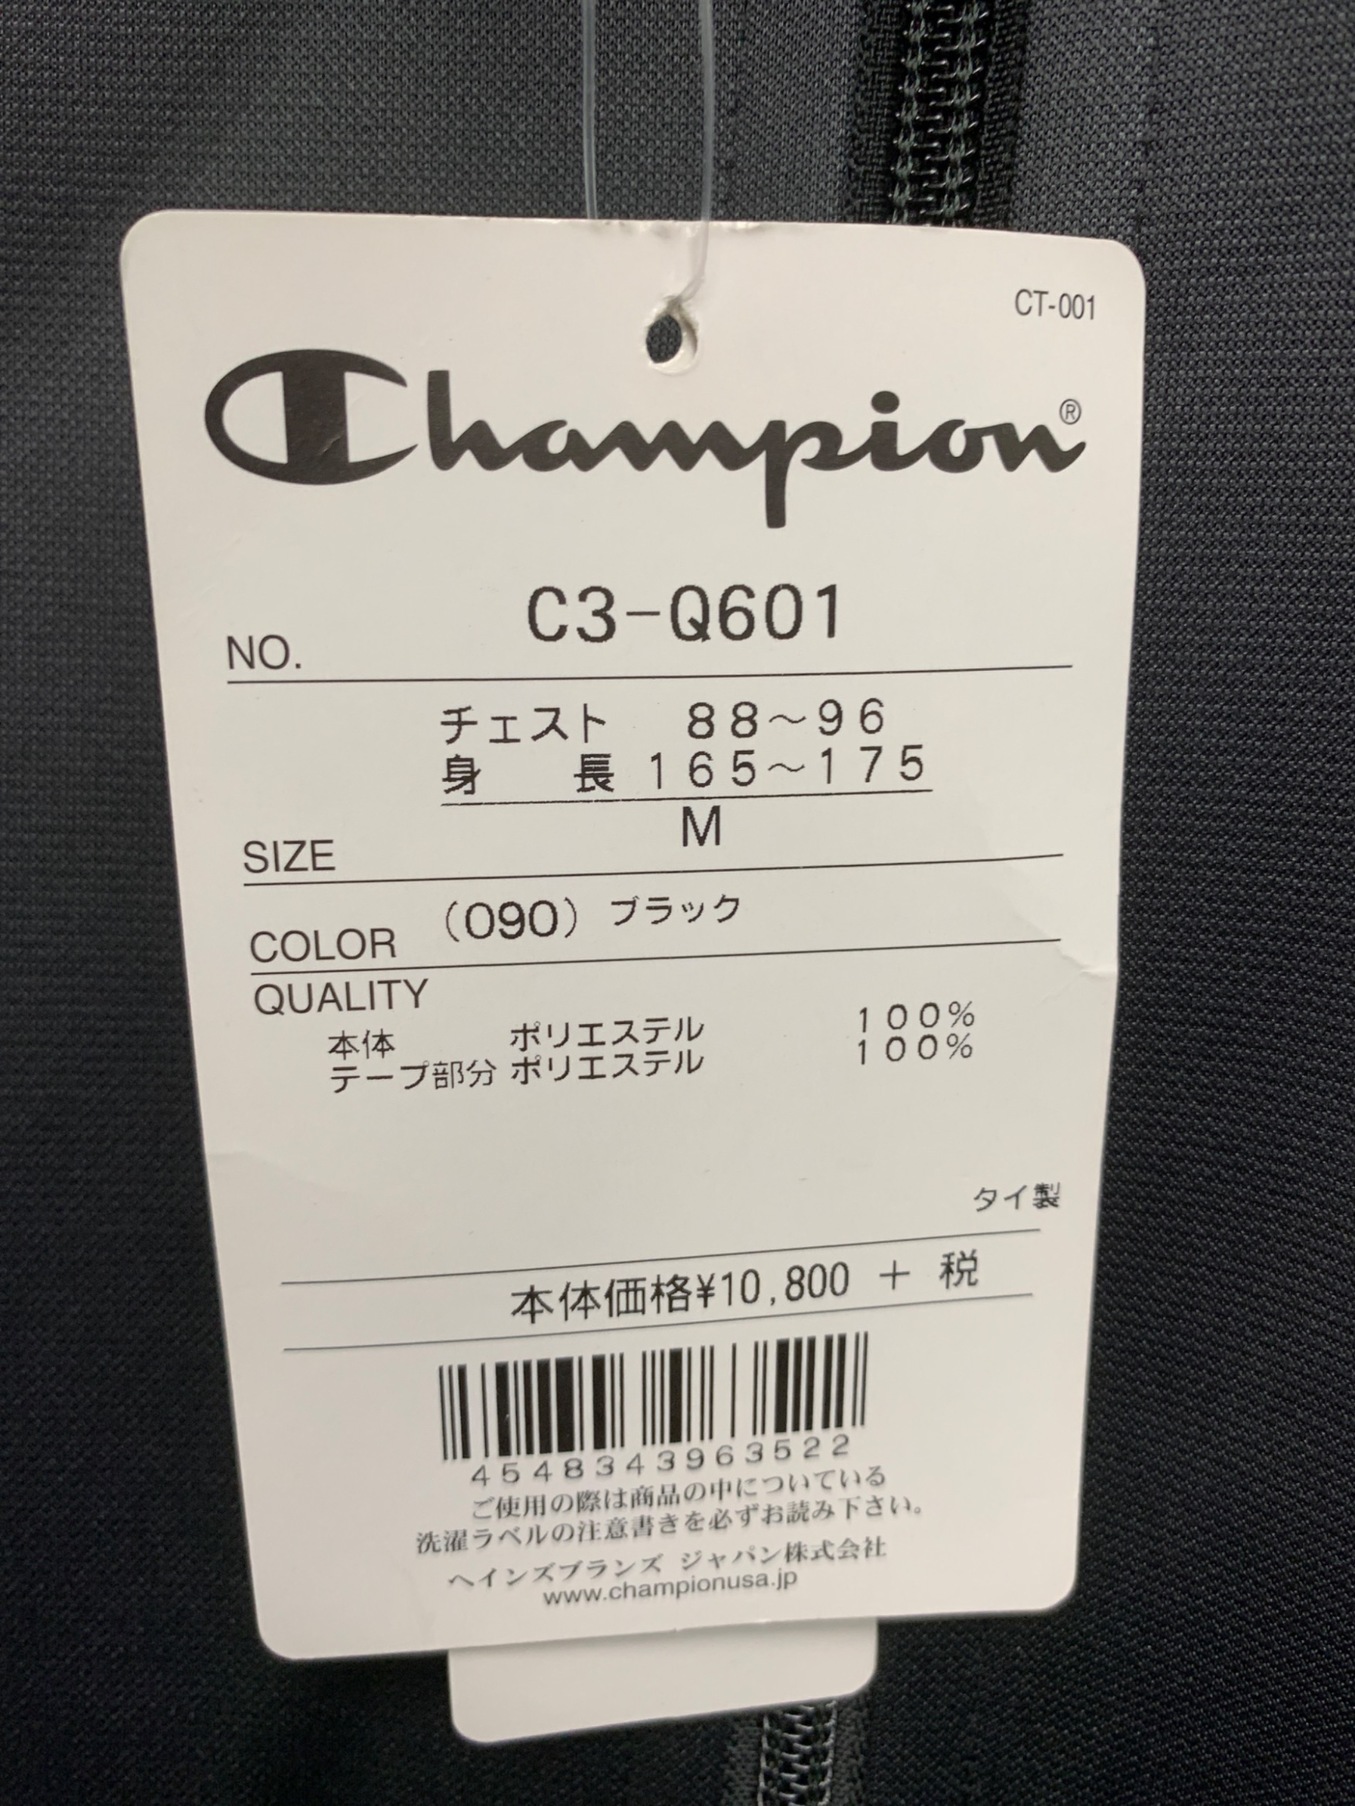 CT-001
Champion®
NO. C3-Q601
チェスト 88～96
身長 165～175
SIZE M
COLOR (090) ブラック
QUALITY
本体 ポリエステル 100%
テープ部分 ポリエステル 100%
タイ製
本体価格¥10,800 + 税
4548343963522
ご使用の際は商品の中についている
洗濯ラベルの注意書きを必ずお読み下さい。
ヘインズブランズ ジャパン株式会社
www.championusa.jp